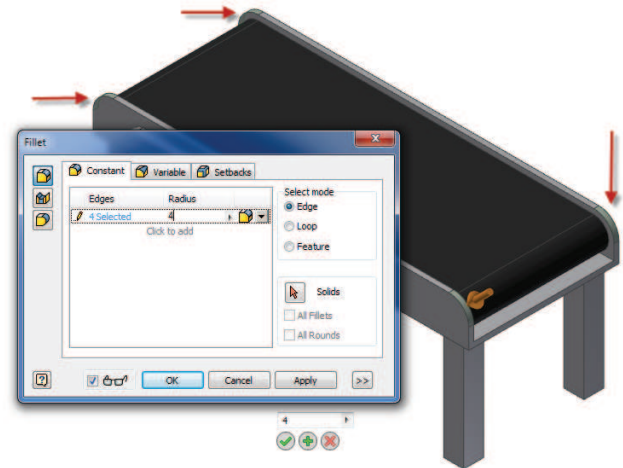 Fillet
Constant Variable Setbacks
Edges Radius
4 Selected 4
Click to add
Select mode
Edge
Loop
Feature
Solids
All Fillets
All Rounds
? OK Cancel Apply >>
4